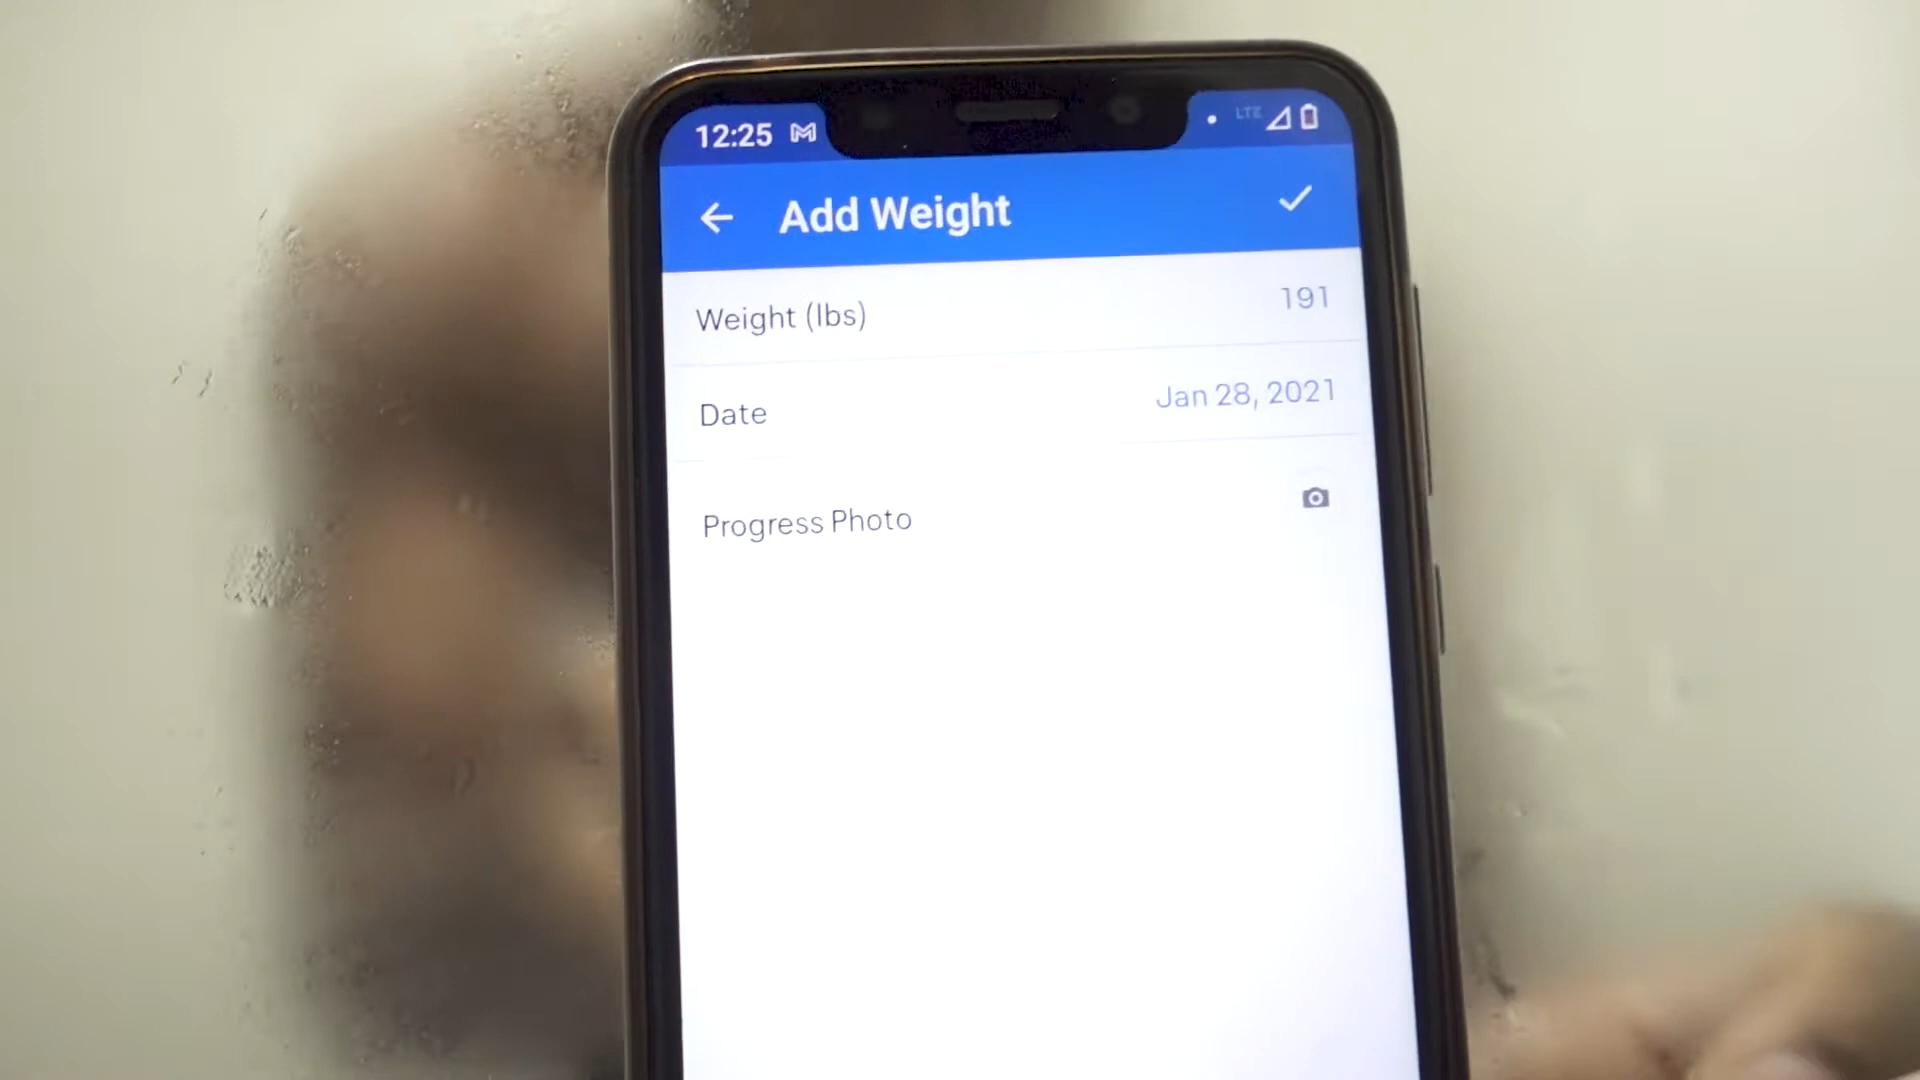 12:25 LTE
Add Weight
Weight (lbs) 191
Date Jan 28, 2021
Progress Photo